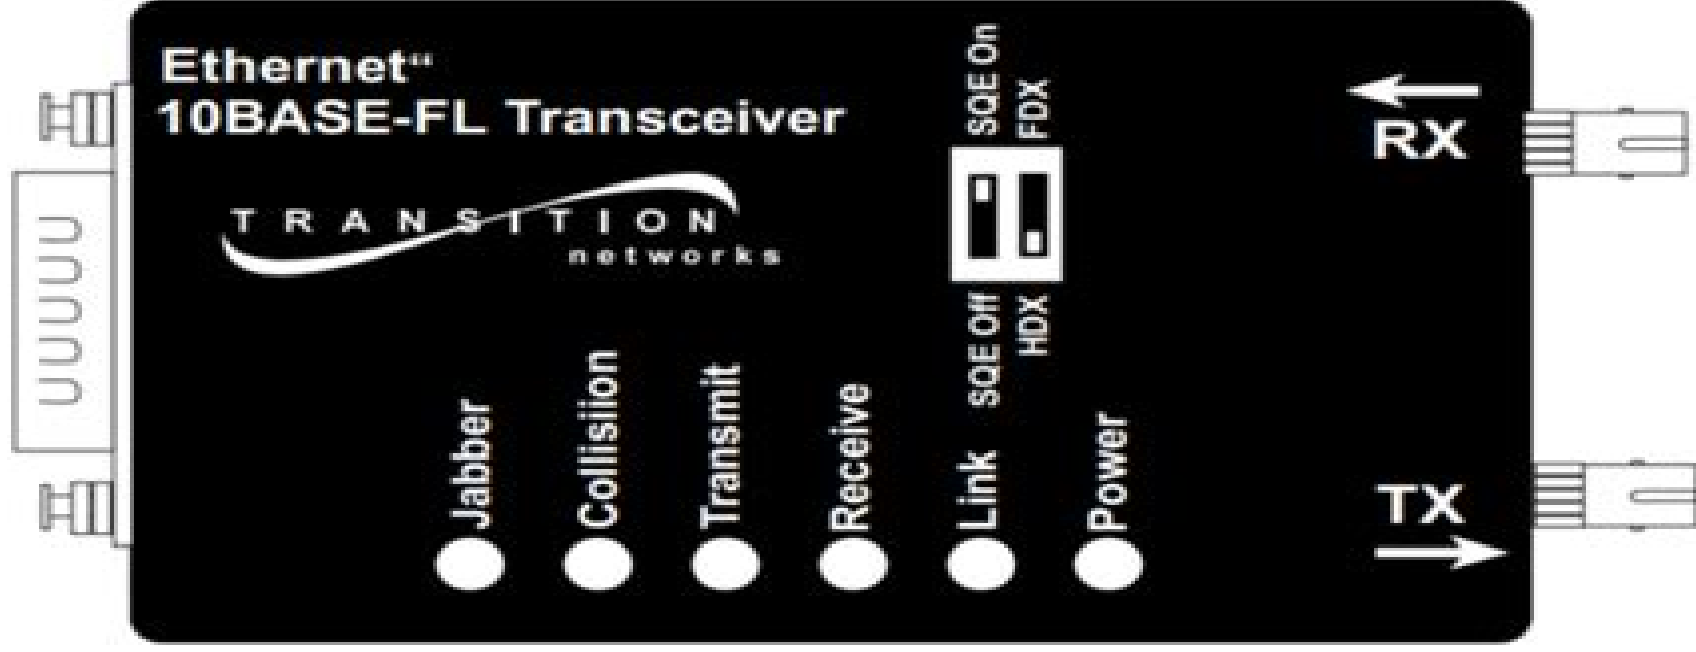 Ethernet“
10BASE-FL Transceiver
TRANSITION
networks
SQE On
FDX
SQE Off
HDX
RX
TX
Jabber
Collisiion
Transmit
Receive
Link
Power